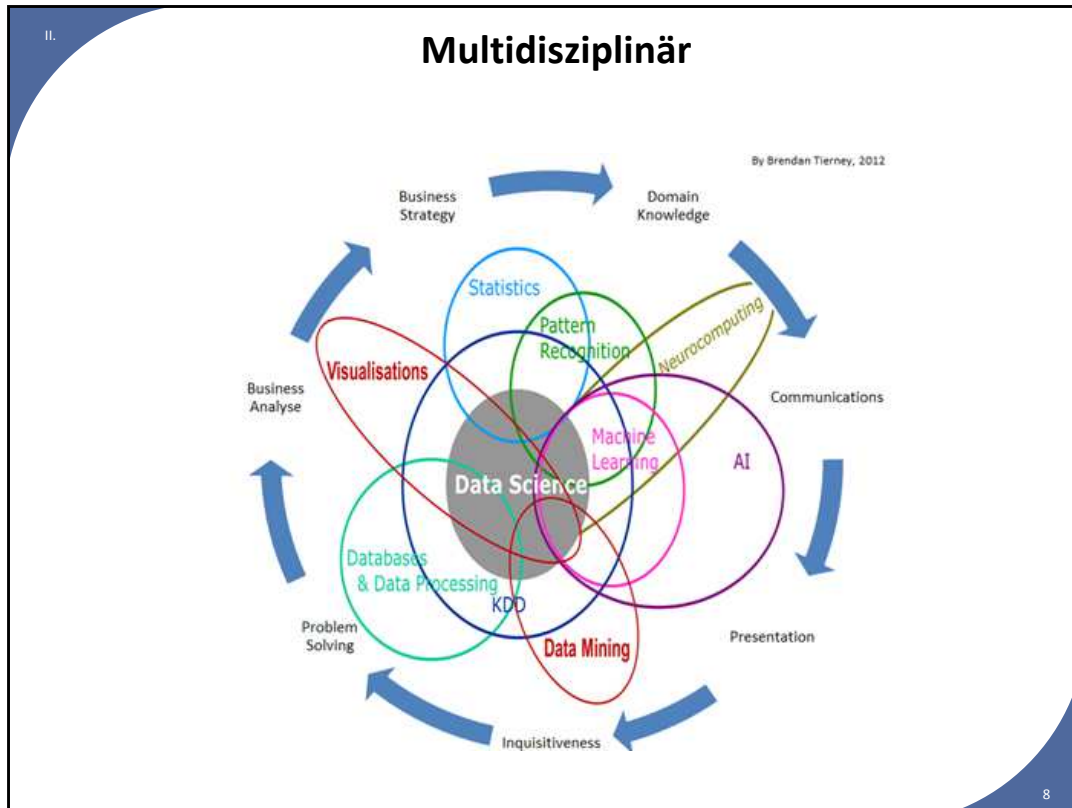 II.
Multidisziplinär
By Brendan Tierney, 2012
Business
Strategy
Domain
Knowledge
Statistics
Pattern
Recognition
Neurocomputing
Visualisations
Business
Analyse
Communications
Machine
Learning
AI
Data Science
Databases
& Data Processing
KDD
Problem
Solving
Data Mining
Presentation
Inquisitiveness
8